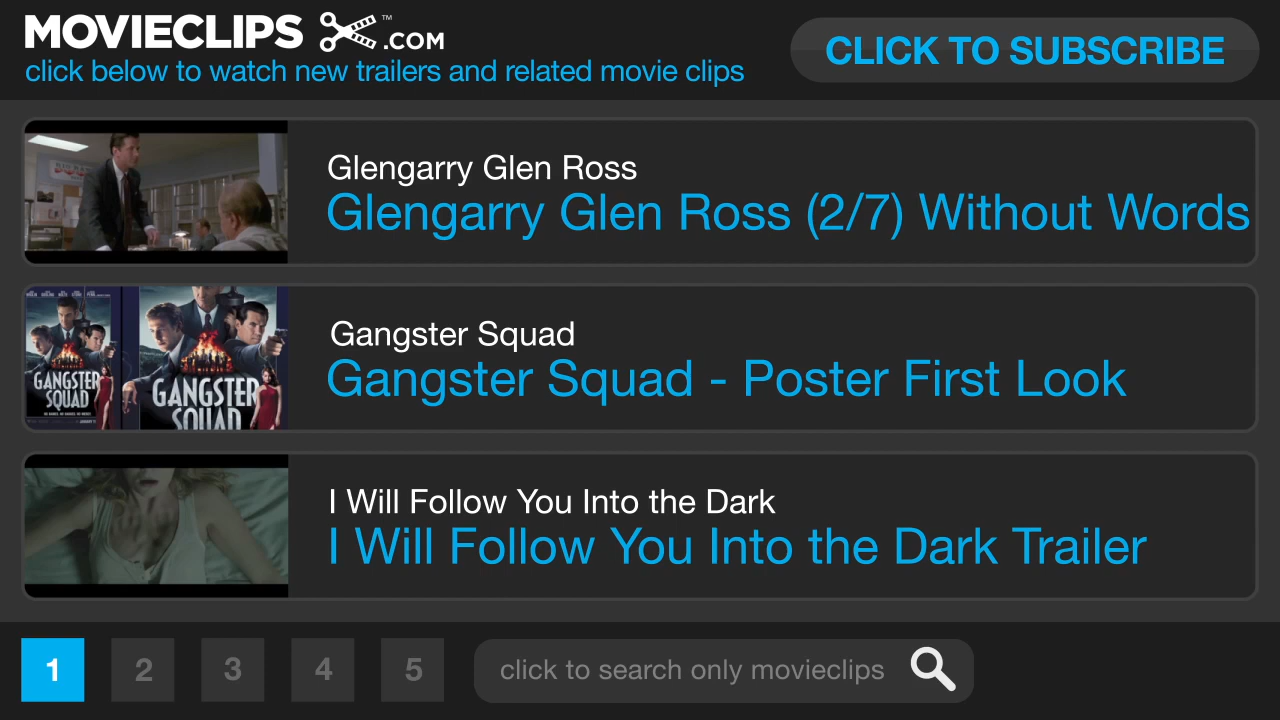 MOVIECLIPS ™ .COM
click below to watch new trailers and related movie clips
CLICK TO SUBSCRIBE
Glengarry Glen Ross
Glengarry Glen Ross (2/7) Without Words
GANGSTER
SQUAD
GANGSTER
SQUAD
Gangster Squad
Gangster Squad - Poster First Look
I Will Follow You Into the Dark
I Will Follow You Into the Dark Trailer
1 2 3 4 5
click to search only movieclips